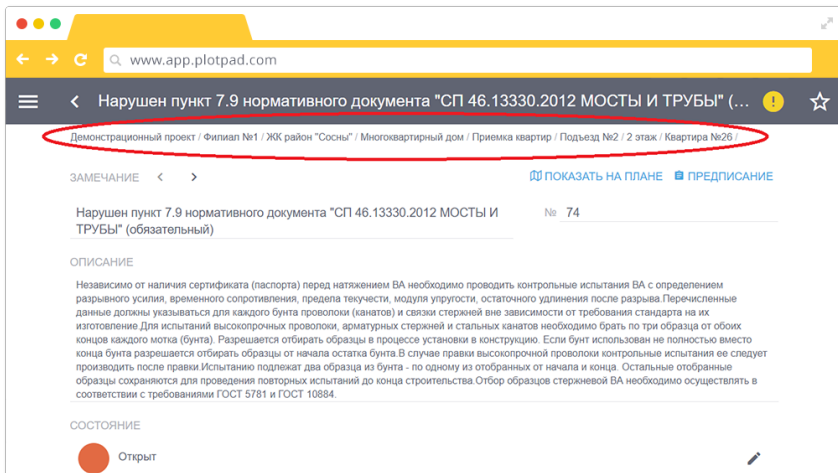 www.app.plotpad.com
Нарушен пункт 7.9 нормативного документа "СП 46.13330.2012 МОСТЫ И ТРУБЫ" (...
Демонстрационный проект / Филиал №1 / ЖК район "Сосны" / Многоквартирный дом / Приемка квартир / Подъезд №2 / 2 этаж / Квартира №26 /
ЗАМЕЧАНИЕ < > ПОКАЗАТЬ НА ПЛАНЕ ПРЕДПИСАНИЕ
Нарушен пункт 7.9 нормативного документа "СП 46.13330.2012 МОСТЫ И
ТРУБЫ" (обязательный)
№ 74
ОПИСАНИЕ
Независимо от наличия сертификата (паспорта) перед натяжением ВА необходимо проводить контрольные испытания ВА с определением
разрывного усилия, временного сопротивления, предела текучести, модуля упругости, остаточного удлинения после разрыва.Перечисленные
данные должны указываться для каждого бунта проволоки (канатов) и связки стержней вне зависимости от требования стандарта на их
изготовление.Для испытаний высокопрочных проволоки, арматурных стержней и стальных канатов необходимо брать по три образца от обоих
концов каждого мотка (бунта). Разрешается отбирать образцы в процессе установки в конструкцию. Если бунт использован не полностью вместо
конца бунта разрешается отбирать образцы от начала остатка бунта.В случае правки высокопрочной проволоки контрольные испытания ее следует
производить после правки.Испытанию подлежат два образца из бунта - по одному из отобранных от начала и конца. Остальные отобранные
образцы сохраняются для проведения повторных испытаний до конца строительства.Отбор образцов стержневой ВА необходимо осуществлять в
соответствии с требованиями ГОСТ 5781 и ГОСТ 10884.
СОСТОЯНИЕ
Открыт